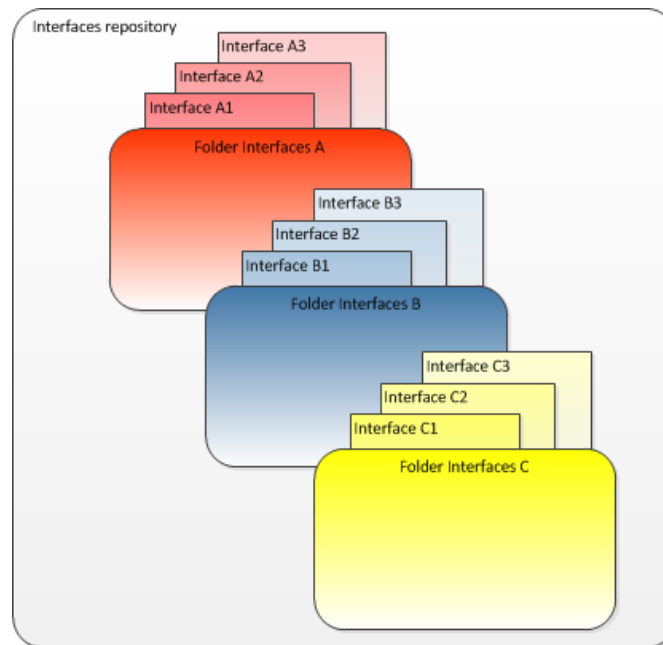 Interfaces repository
Interface A3
Interface A2
Interface A1
Folder Interfaces A
Interface B3
Interface B2
Interface B1
Folder Interfaces B
Interface C3
Interface C2
Interface C1
Folder Interfaces C